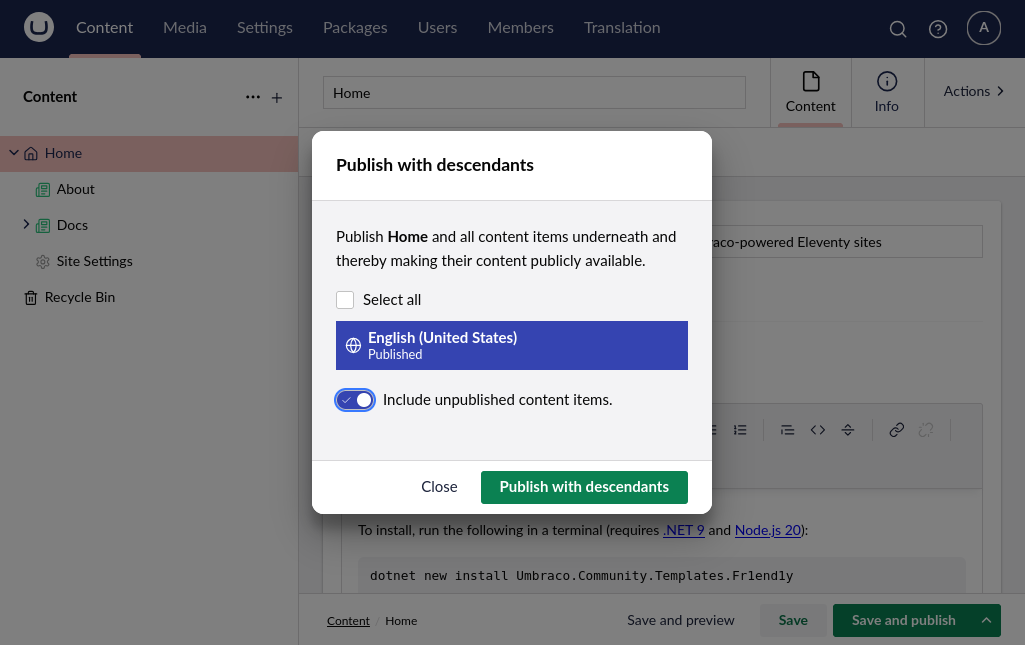 Content Media Settings Packages Users Members Translation A
Content
Home
Content
Info
Actions
Home
About
Docs
Site Settings
Recycle Bin
Publish with descendants
Publish Home and all content items underneath and
thereby making their content publicly available.
Select all
English (United States)
Published
Include unpublished content items.
Close Publish with descendants
aco-powered Eleventy sites
To install, run the following in a terminal (requires .NET 9 and Node.js 20):
dotnet new install Umbraco.Community.Templates.Fr1end1y
Content / Home Save and preview Save Save and publish